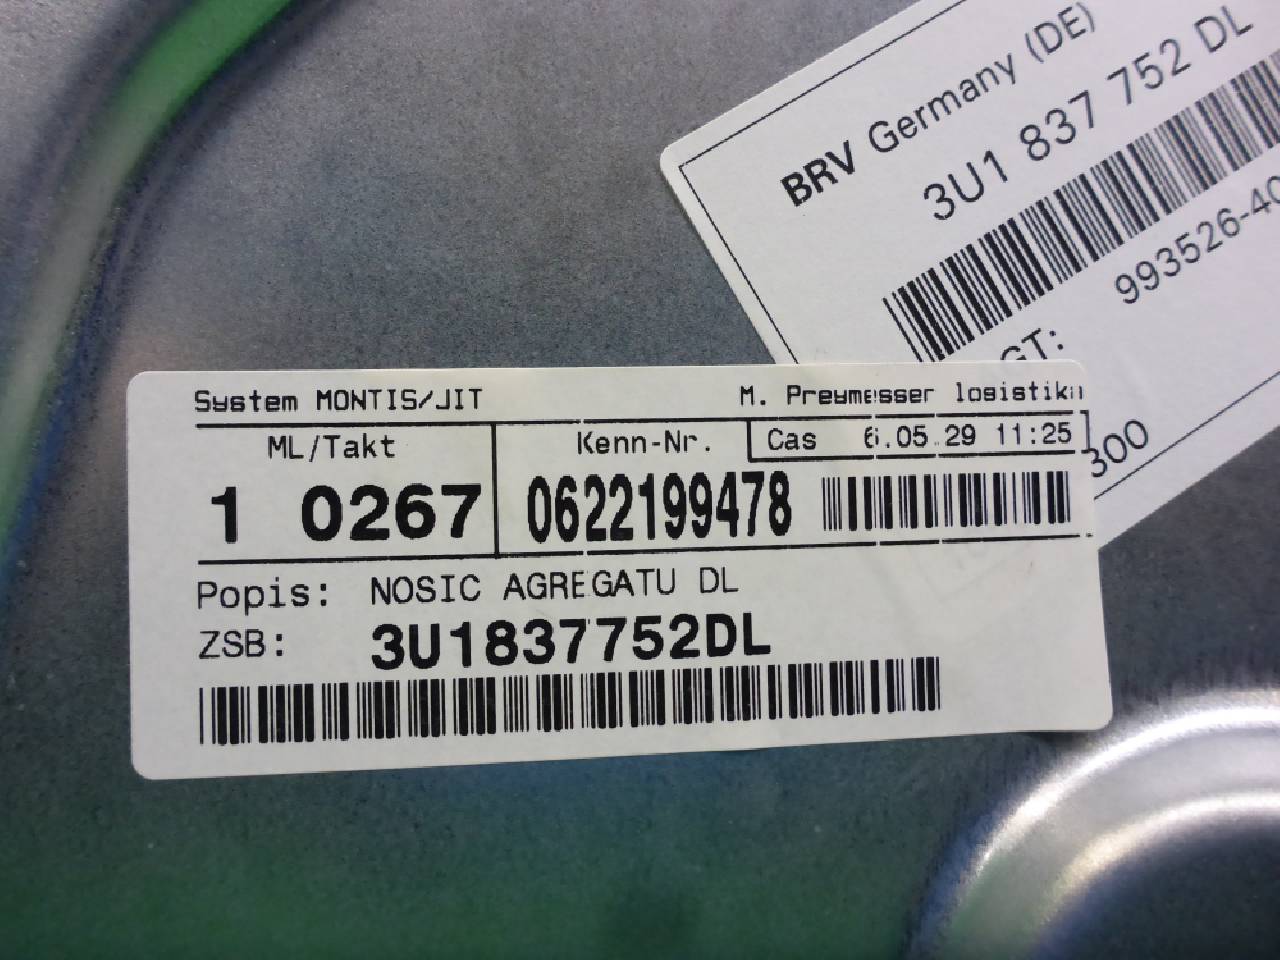 BRV Germany (DE)
3U1 837 752 DL
993526-40
GT:
300
System MONTIS/JIT
M. Preymesser logistika
ML/Takt
Kenn-Nr.
Cas 6.05.29 11:25
1 0267
0622199478
Popis: NOSIC AGREGATU DL
ZSB: 3U1837752DL